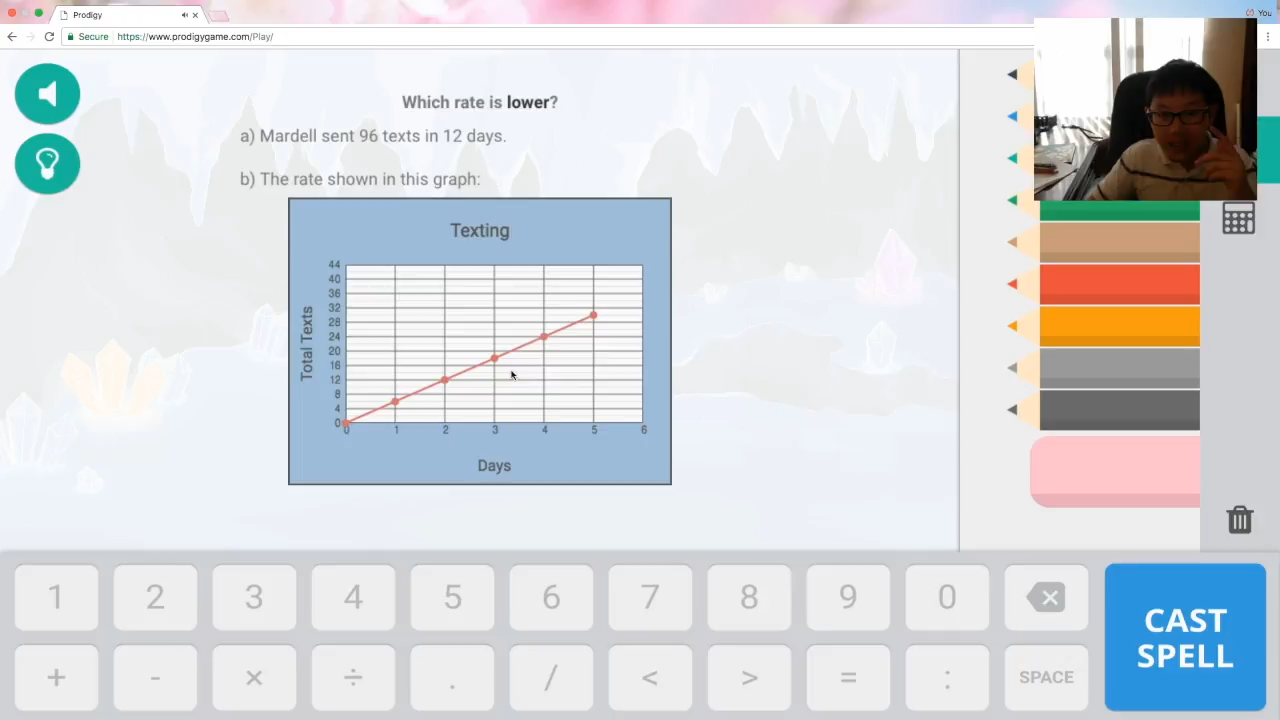 Prodigy
You
Secure
https://www.prodigygame.com/Play/
Which rate is lower?
a) Mardell sent 96 texts in 12 days.
b) The rate shown in this graph:
Texting
44
40
36
32
28
24
20
16
12
8
4
0
Total Texts
0 1 2 3 4 5 6
Days
1 2 3 4 5 6 7 8 9 0
+ - × ÷ . / < > = : SPACE
CAST
SPELL